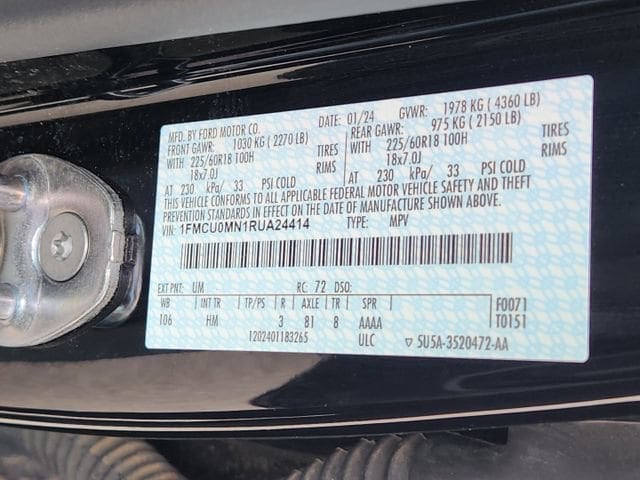 MFD. BY FORD MOTOR CO. 01/24 GVWR: 1978 KG ( 4360 LB)
FRONT GAWR: 1030 KG ( 2270 LB) REAR GAWR: 975 KG ( 2150 LB)
WITH 225/60R18 100H TIRES WITH 225/60R18 100H TIRES
18x7.0J RIMS 18x7.0J RIMS
AT 230 kPa/ 33 PSI COLD AT 230 kPa/ 33 PSI COLD
CONFORMS TO ALL APPLICABLE FEDERAL MOTOR VEHICLE SAFETY AND THEFT
PREVENTION STANDARDS IN EFFECT ON THE DATE OF MANUFACTURE SHOWN ABOVE.
VIN: 1FMCU0MN1RUA24414 TYPE: MPV
EXT PNT: UM RC: 72 DSO:
WB INT TR TP/PS R AXLE TR SPR F0071
106 HM 3 81 8 AAAA T0151
1202401183265 ULC ▽ 5U5A-3520472-AA